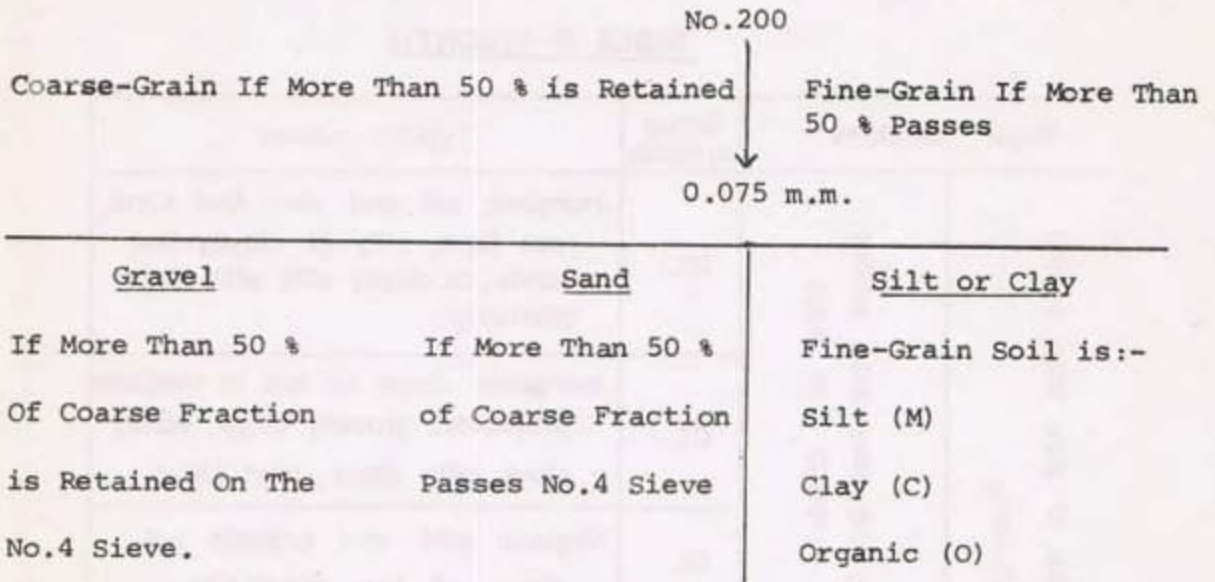 No.200
Coarse-Grain If More Than 50 % is Retained
Fine-Grain If More Than
50 % Passes
0.075 m.m.
Gravel
If More Than 50 %
Of Coarse Fraction
is Retained On The
No.4 Sieve.
Sand
If More Than 50 %
of Coarse Fraction
Passes No.4 Sieve
Silt or Clay
Fine-Grain Soil is:-
Silt (M)
Clay (C)
Organic (O)